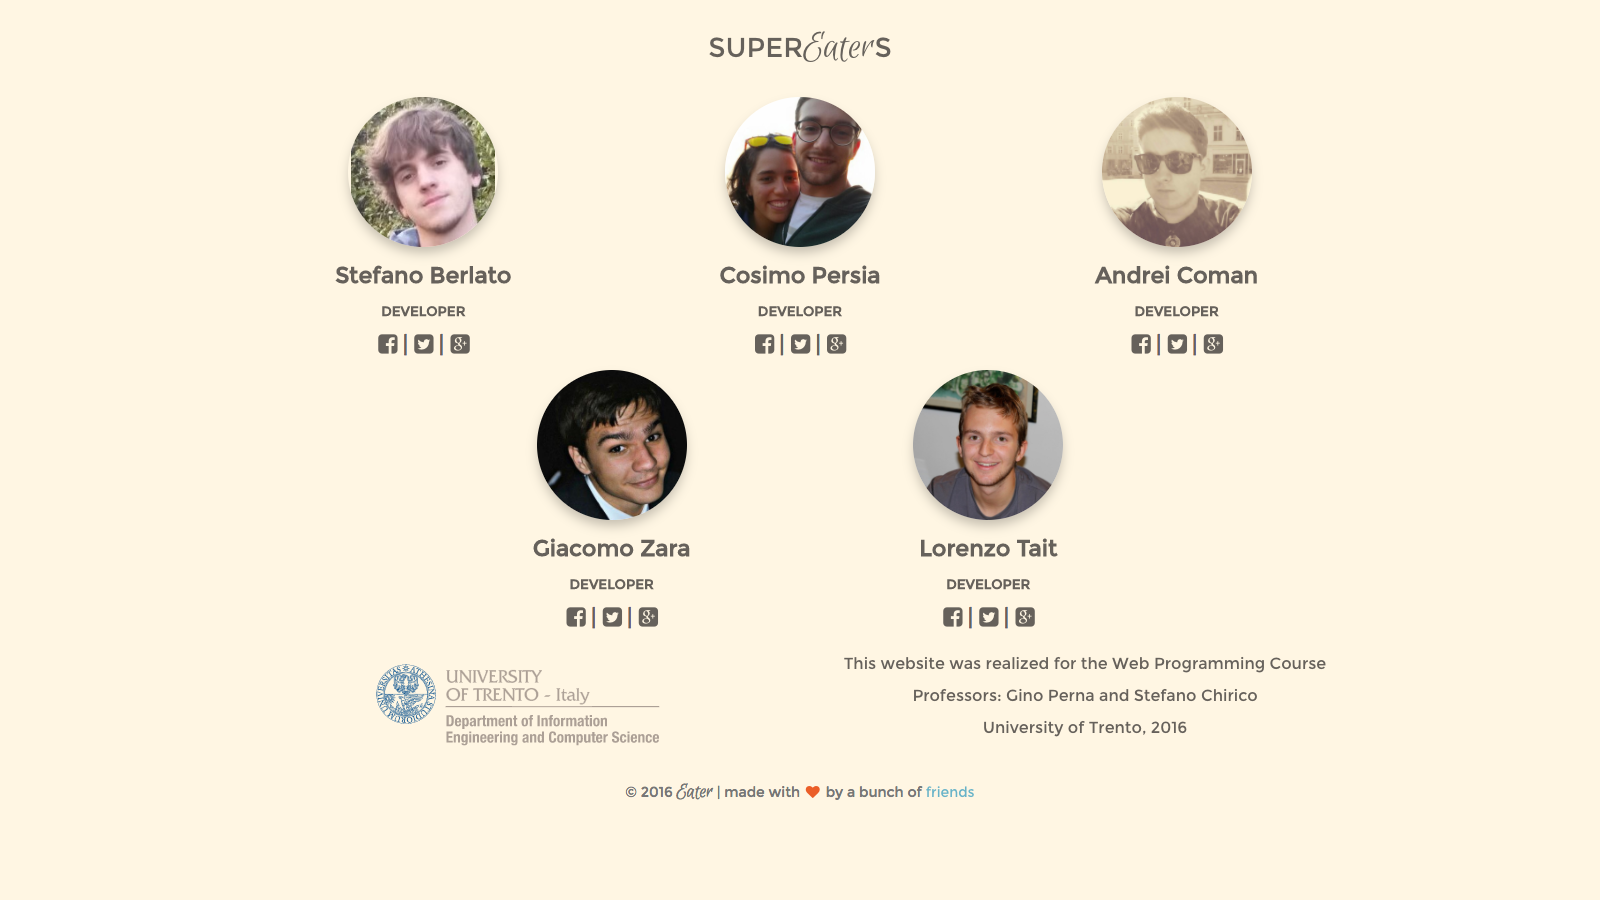 SUPEREaterS
Stefano Berlato
Cosimo Persia
Andrei Coman
DEVELOPER
DEVELOPER
DEVELOPER
Giacomo Zara
Lorenzo Tait
DEVELOPER
DEVELOPER
UNIVERSITY
OF TRENTO - Italy
Department of Information
Engineering and Computer Science
This website was realized for the Web Programming Course
Professors: Gino Perna and Stefano Chirico
University of Trento, 2016
© 2016 Eater | made with ♥ by a bunch of friends